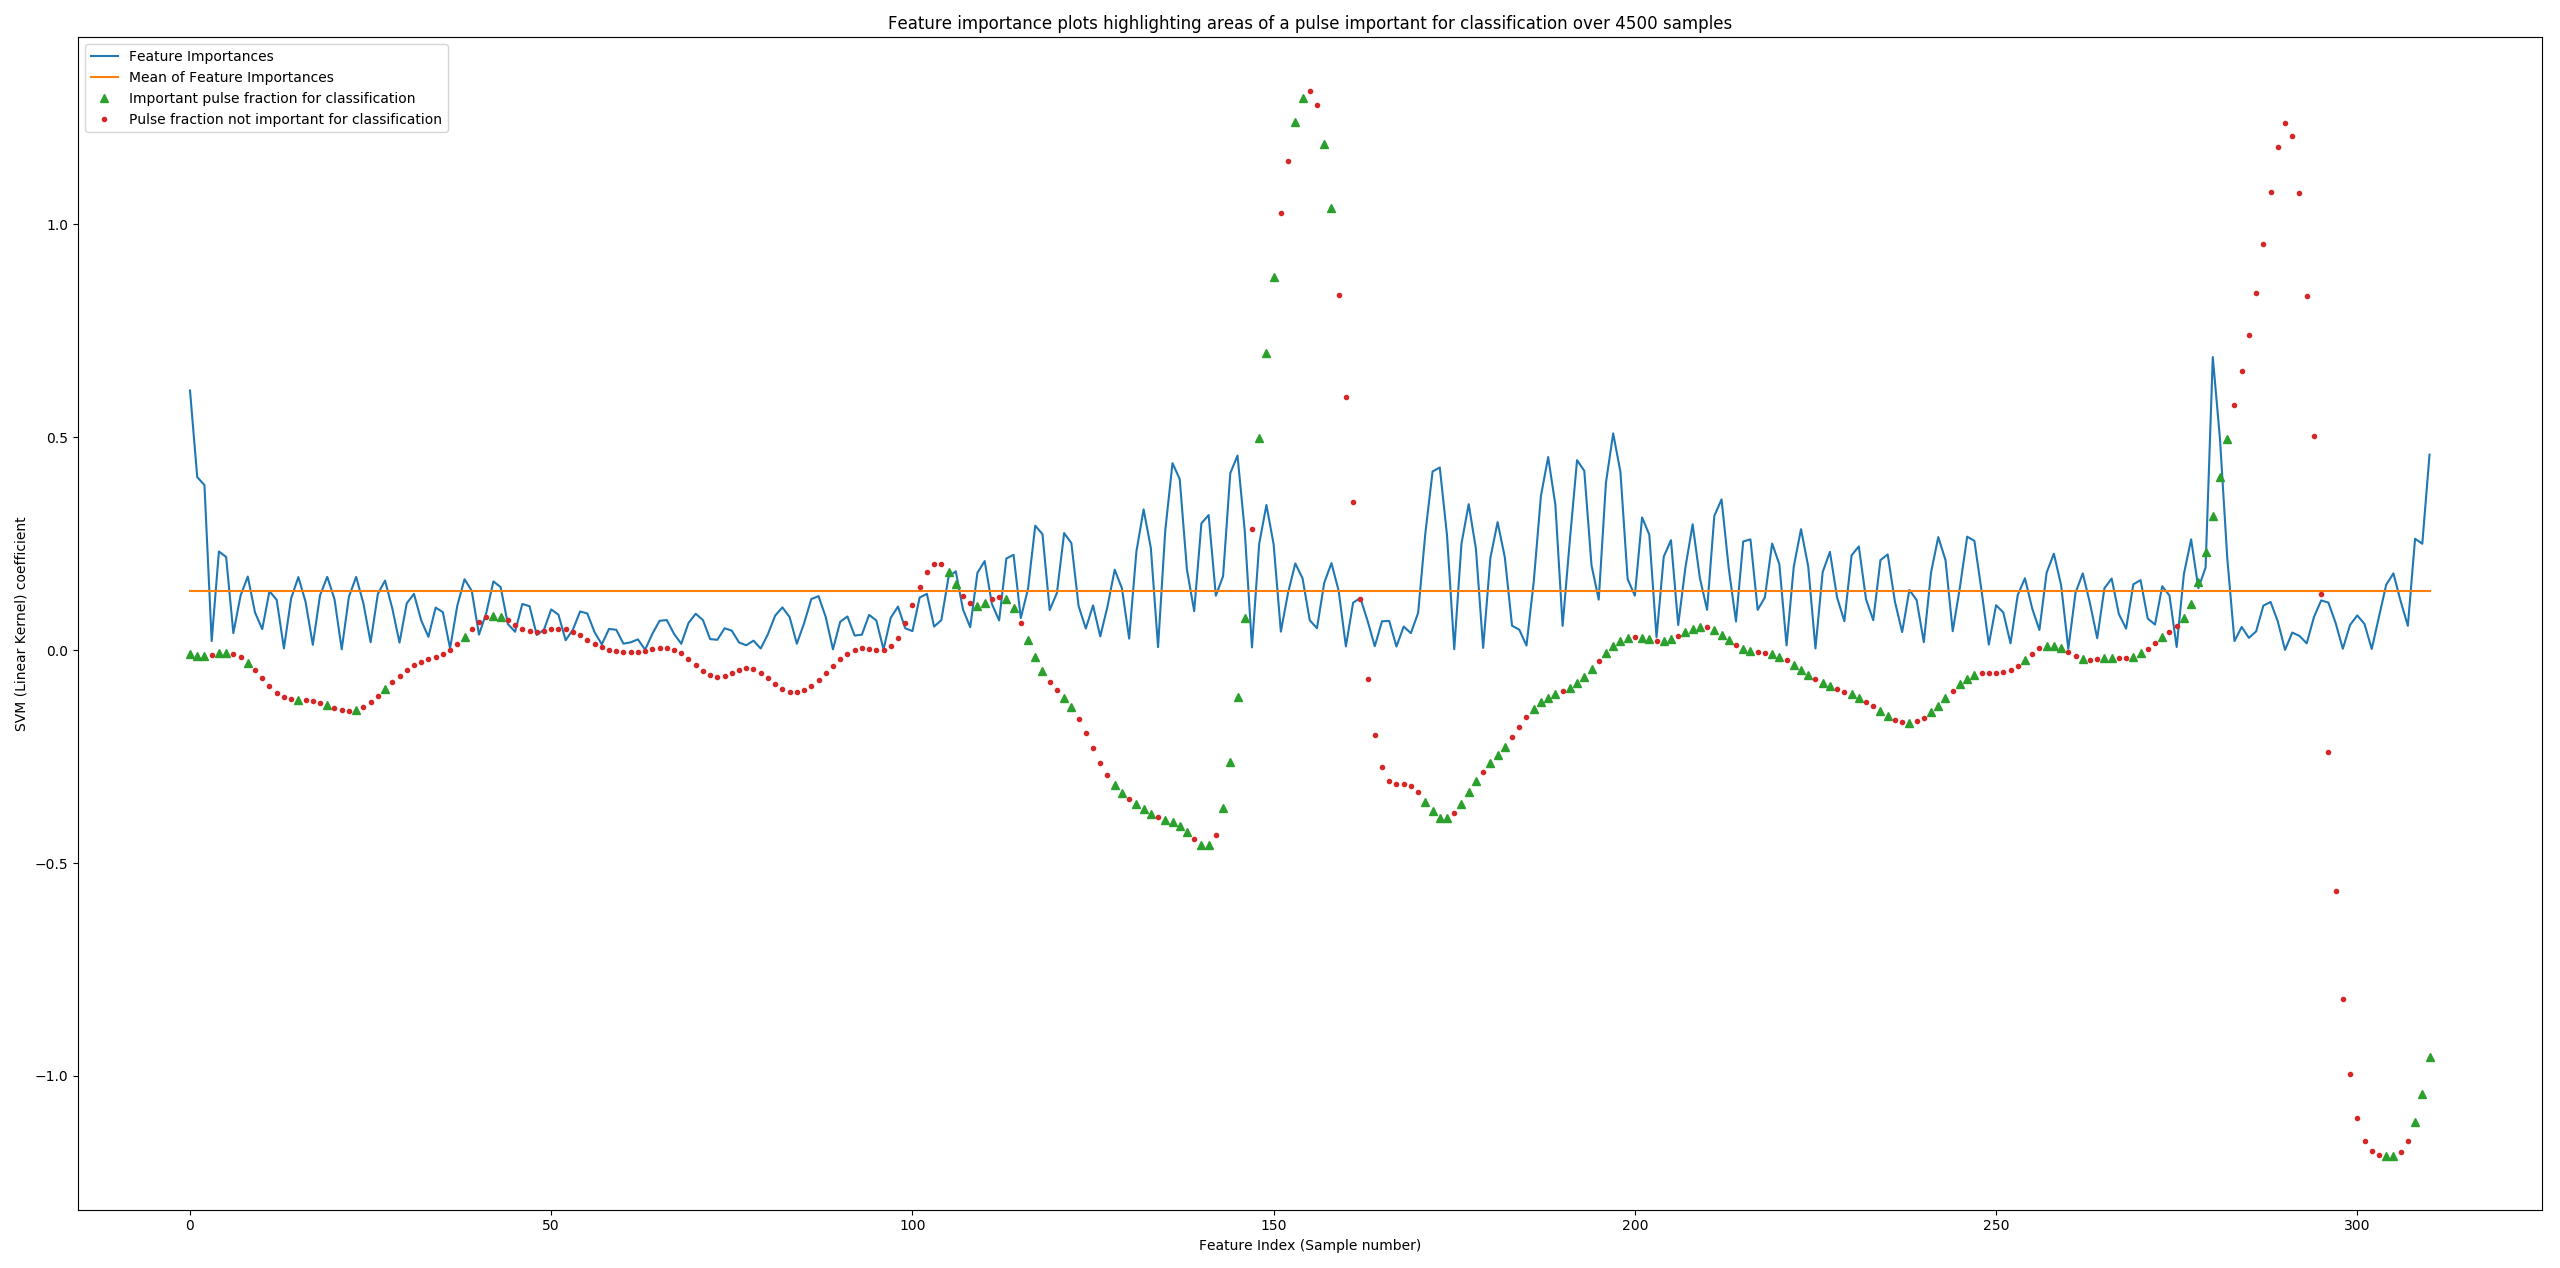 Feature importance plots highlighting areas of a pulse important for classification over 4500 samples
Feature Importances
Mean of Feature Importances
Important pulse fraction for classification
Pulse fraction not important for classification
SVM (Linear Kernel) coefficient
1.0
0.5
0.0
−0.5
−1.0
0 50 100 150 200 250 300
Feature Index (Sample number)